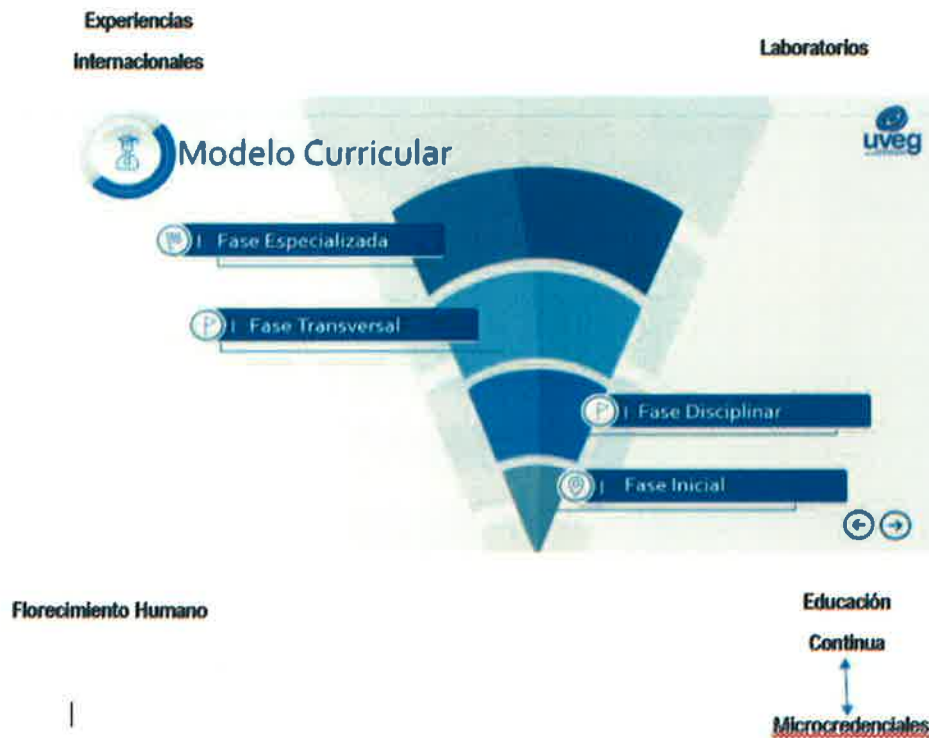 Experiencias
internacionales
Laboratorios
Modelo Curricular
uveg
Fase Especializada
Fase Transversal
Fase Disciplinar
Fase Inicial
Florecimiento Humano
Educación
Continua
Microcredenciales